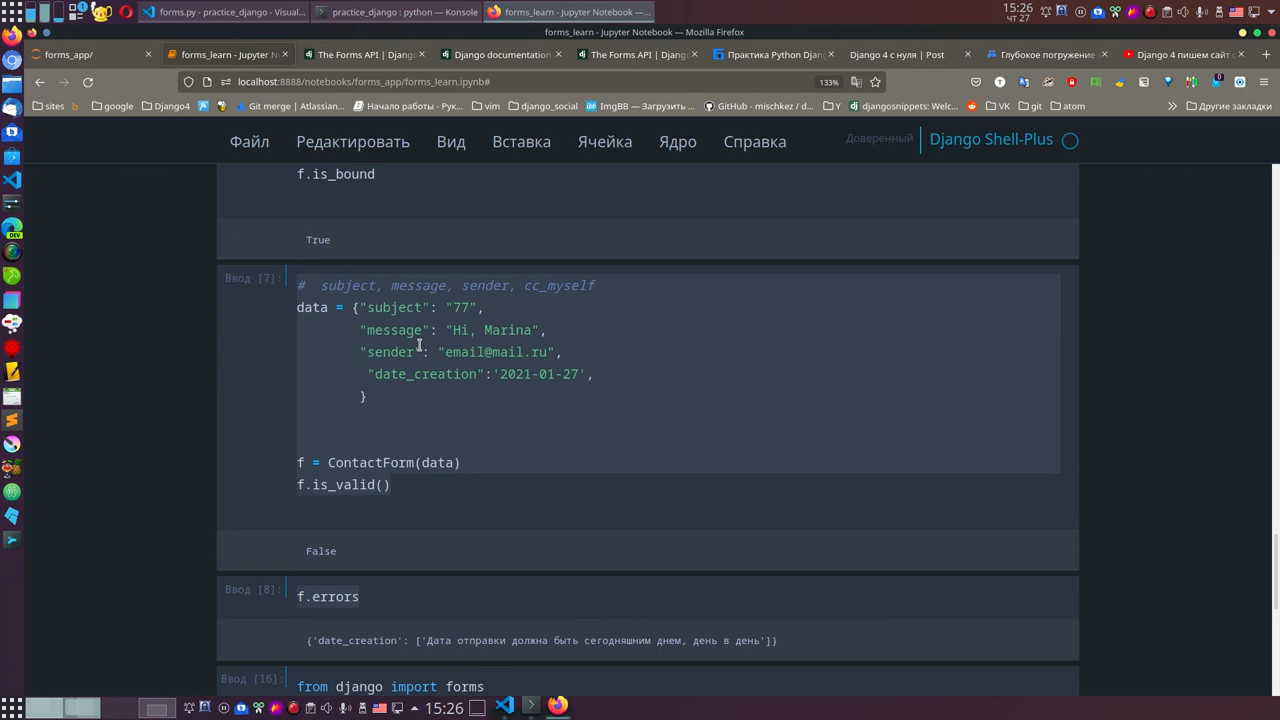 forms.py - practice_django - Visual...
practice_django : python — Konsole
forms_learn - Jupyter Notebook —...
15:26
чт 27
forms_learn - Jupyter Notebook — Mozilla Firefox
forms_app/
forms_learn - Jupyter Notebook
The Forms API | Django
Django documentation
The Forms API | Django
Практика Python Django
Django 4 с нуля | Post
Глубокое погружение
Django 4 пишем сайт
localhost:8888/notebooks/forms_app/forms_learn.ipynb#
133%
sites
b
google
Django4
Git merge | Atlassian...
Начало работы - Рук...
vim
django_social
ImgBB — Загрузить ...
GitHub - mischkez / d...
Y
djangosnippets: Welc...
VK
git
atom
Другие закладки
Файл
Редактировать
Вид
Вставка
Ячейка
Ядро
Справка
Доверенный
Django Shell-Plus
f.is_bound
True
Ввод [7]:
# subject, message, sender, cc_myself
data = {"subject": "77",
"message": "Hi, Marina",
"sender": "email@mail.ru",
"date_creation":'2021-01-27',
}
f = ContactForm(data)
f.is_valid()
False
Ввод [8]:
f.errors
{'date_creation': ['Дата отправки должна быть сегодняшним днем, день в день']}
Ввод [16]:
from django import forms
15:26